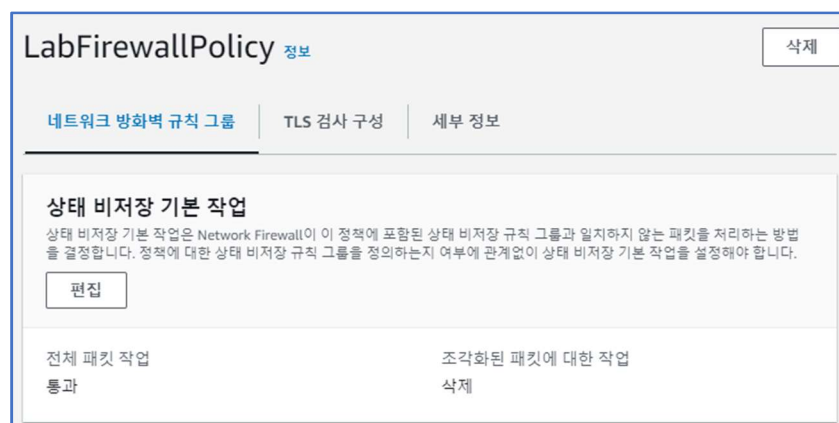 LabFirewallPolicy 정보
삭제
네트워크 방화벽 규칙 그룹
TLS 검사 구성
세부 정보
상태 비저장 기본 작업
상태 비저장 기본 작업은 Network Firewall이 이 정책에 포함된 상태 비저장 규칙 그룹과 일치하지 않는 패킷을 처리하는 방법
을 결정합니다. 정책에 대한 상태 비저장 규칙 그룹을 정의하는지 여부에 관계없이 상태 비저장 기본 작업을 설정해야 합니다.
편집
전체 패킷 작업
조각화된 패킷에 대한 작업
통과
삭제